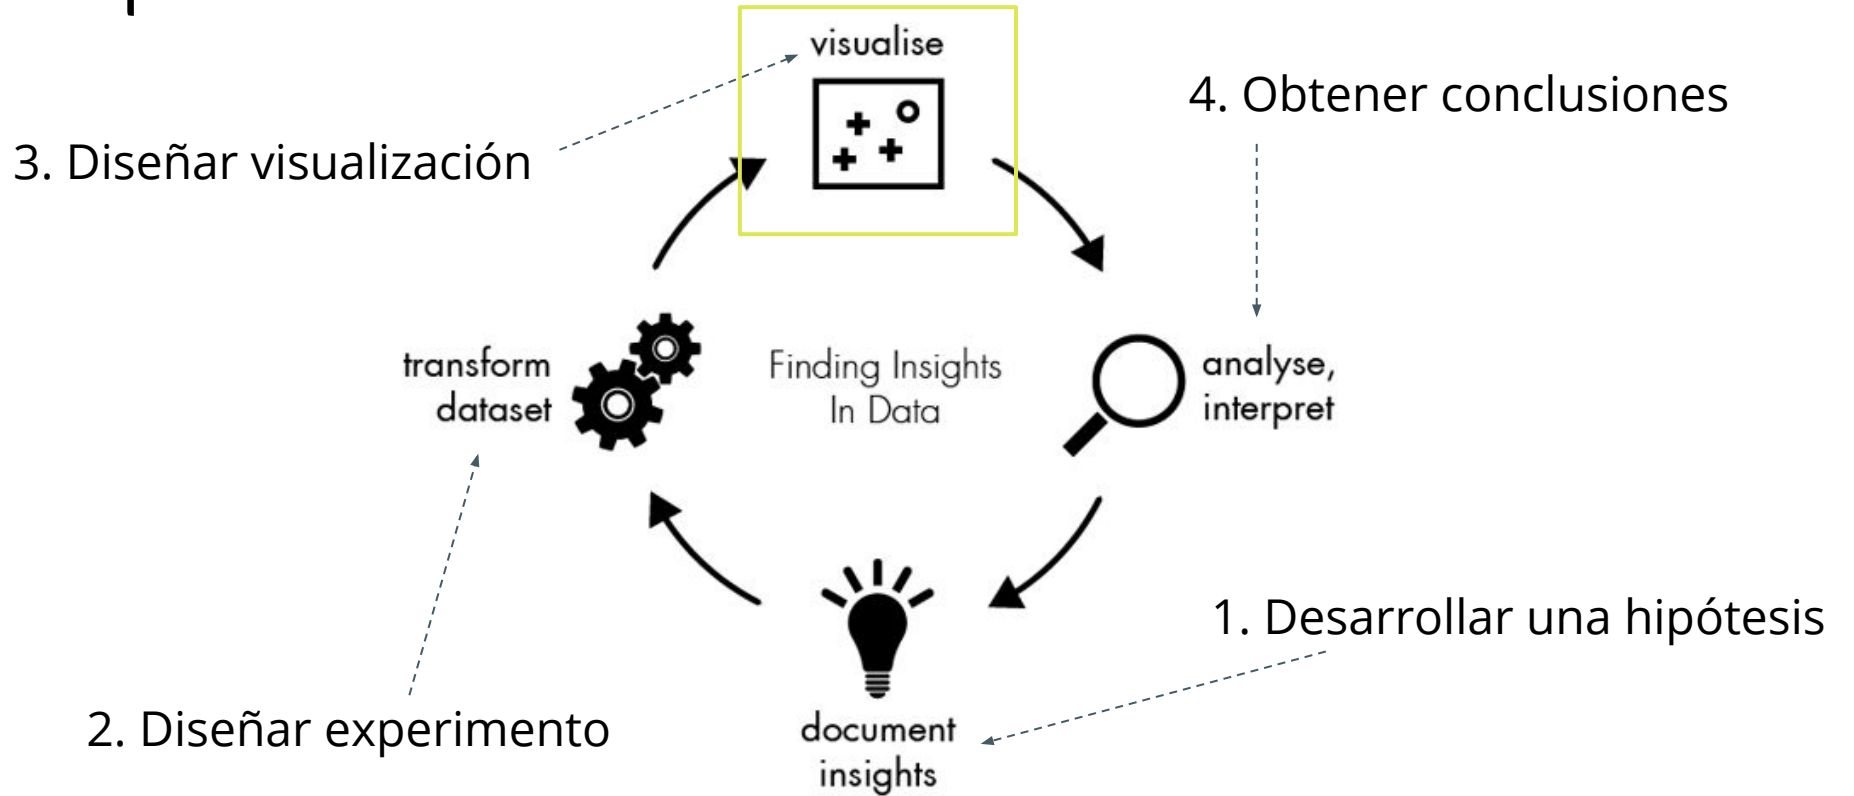 visualise
4. Obtener conclusiones
3. Diseñar visualización
transform
dataset
Finding Insights
In Data
analyse,
interpret
1. Desarrollar una hipótesis
2. Diseñar experimento
document
insights